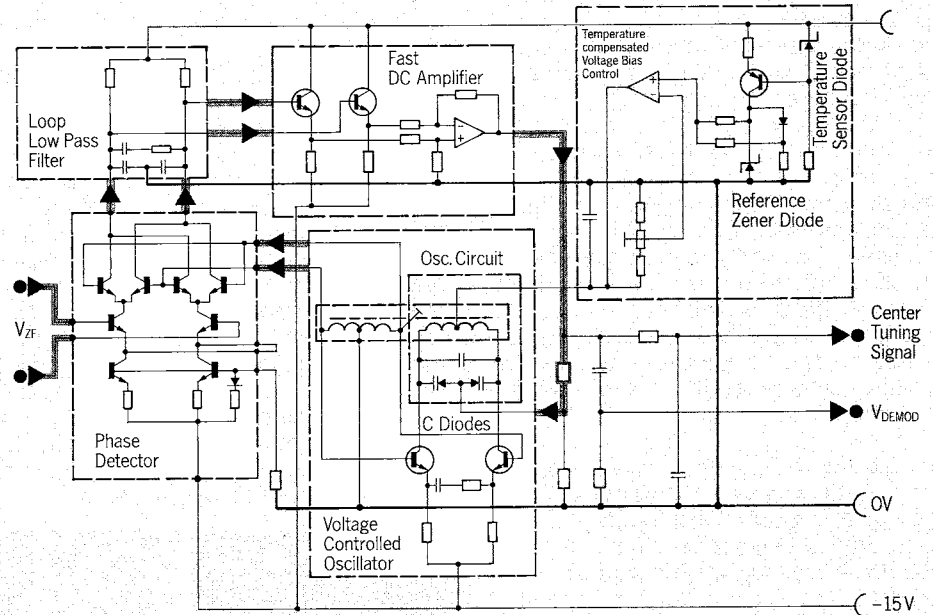 Loop
Low Pass
Filter
Fast
DC Amplifier
Temperature
compensated
Voltage Bias
Control
Temperature
Sensor Diode
Reference
Zener Diode
Osc. Circuit
C Diodes
V_ZF
Phase
Detector
Voltage
Controlled
Oscillator
Center
Tuning
Signal
V_DEMOD
0V
-15V